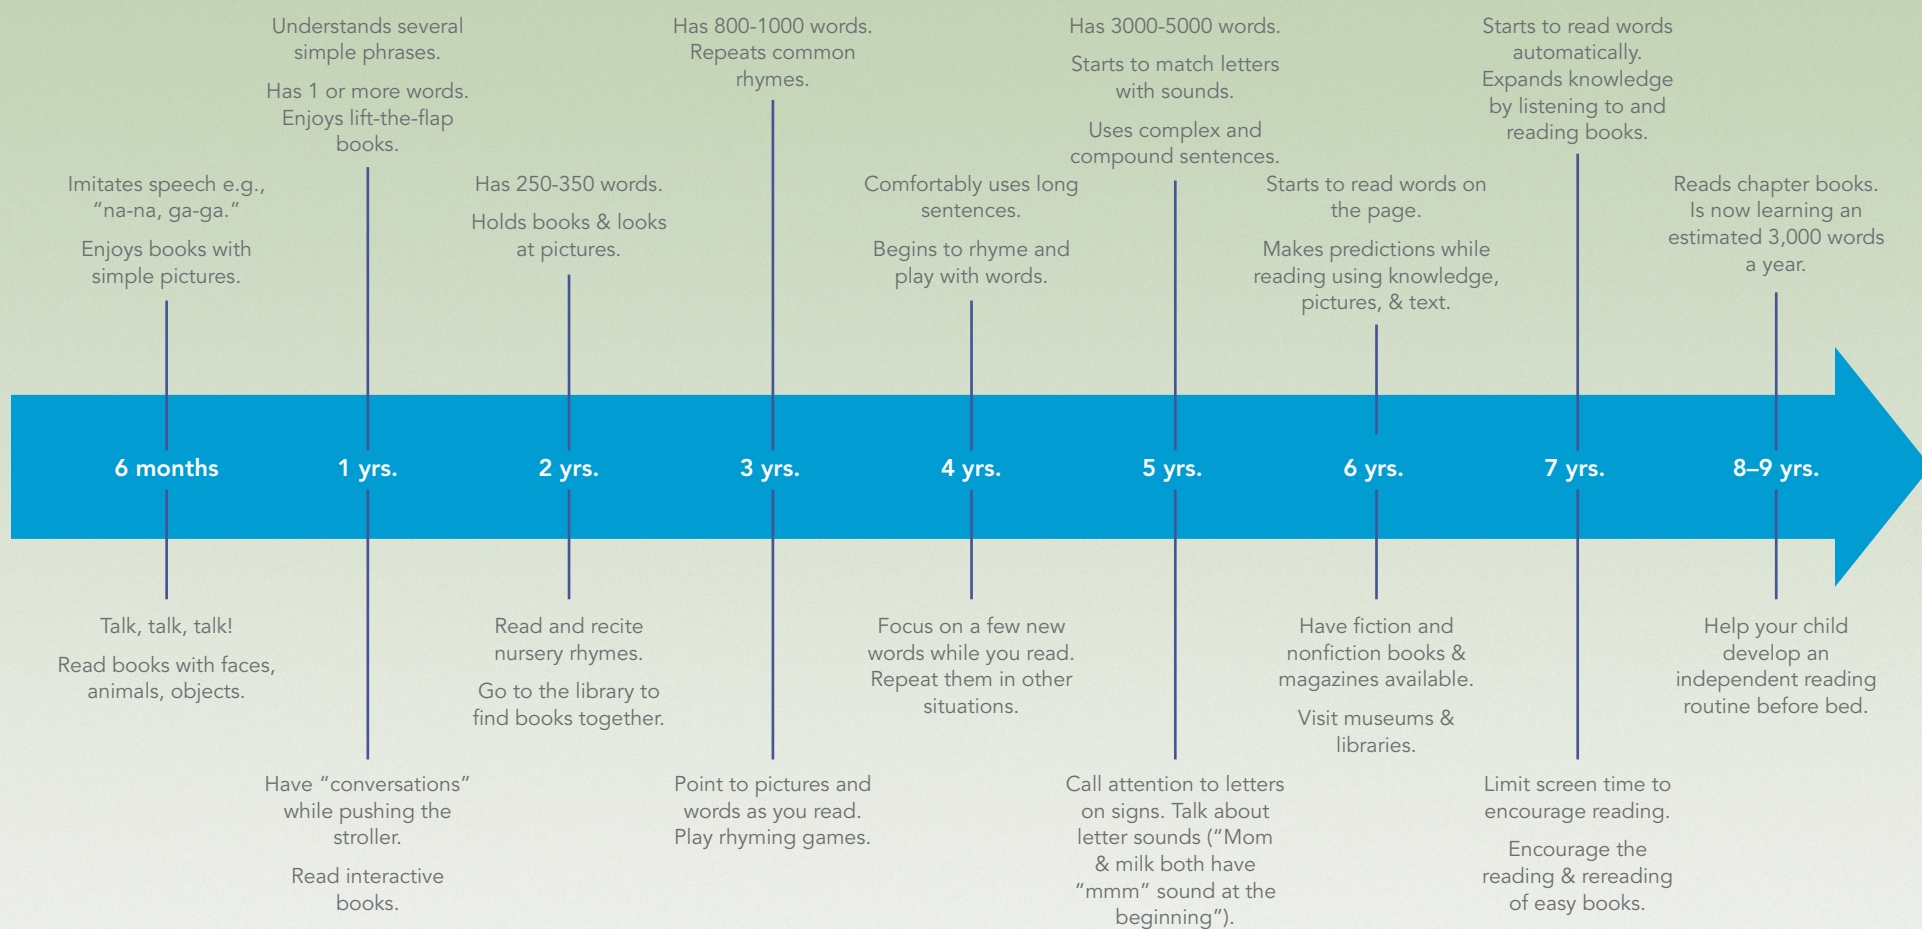 Imitates speech e.g.,
“na-na, ga-ga.”
Enjoys books with
simple pictures.
Understands several
simple phrases.
Has 1 or more words.
Enjoys lift-the-flap
books.
Has 250-350 words.
Holds books & looks
at pictures.
Has 800-1000 words.
Repeats common
rhymes.
Comfortably uses long
sentences.
Begins to rhyme and
play with words.
Has 3000-5000 words.
Starts to match letters
with sounds.
Uses complex and
compound sentences.
Starts to read words on
the page.
Makes predictions while
reading using knowledge,
pictures, & text.
Starts to read words
automatically.
Expands knowledge
by listening to and
reading books.
Reads chapter books.
Is now learning an
estimated 3,000 words
a year.
6 months
1 yrs.
2 yrs.
3 yrs.
4 yrs.
5 yrs.
6 yrs.
7 yrs.
8–9 yrs.
Talk, talk, talk!
Read books with faces,
animals, objects.
Have “conversations”
while pushing the
stroller.
Read interactive
books.
Read and recite
nursery rhymes.
Go to the library to
find books together.
Point to pictures and
words as you read.
Play rhyming games.
Focus on a few new
words while you read.
Repeat them in other
situations.
Call attention to letters
on signs. Talk about
letter sounds (“Mom
& milk both have
“mmm” sound at the
beginning”).
Have fiction and
nonfiction books &
magazines available.
Visit museums &
libraries.
Limit screen time to
encourage reading.
Encourage the
reading & rereading
of easy books.
Help your child
develop an
independent reading
routine before bed.